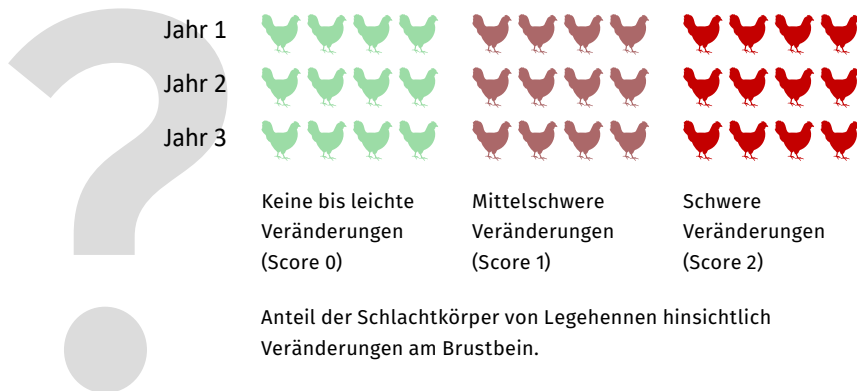 Jahr 1
Jahr 2
Jahr 3
Keine bis leichte
Veränderungen
(Score 0)
Mittelschwere
Veränderungen
(Score 1)
Schwere
Veränderungen
(Score 2)
Anteil der Schlachtkörper von Legehennen hinsichtlich
Veränderungen am Brustbein.
?